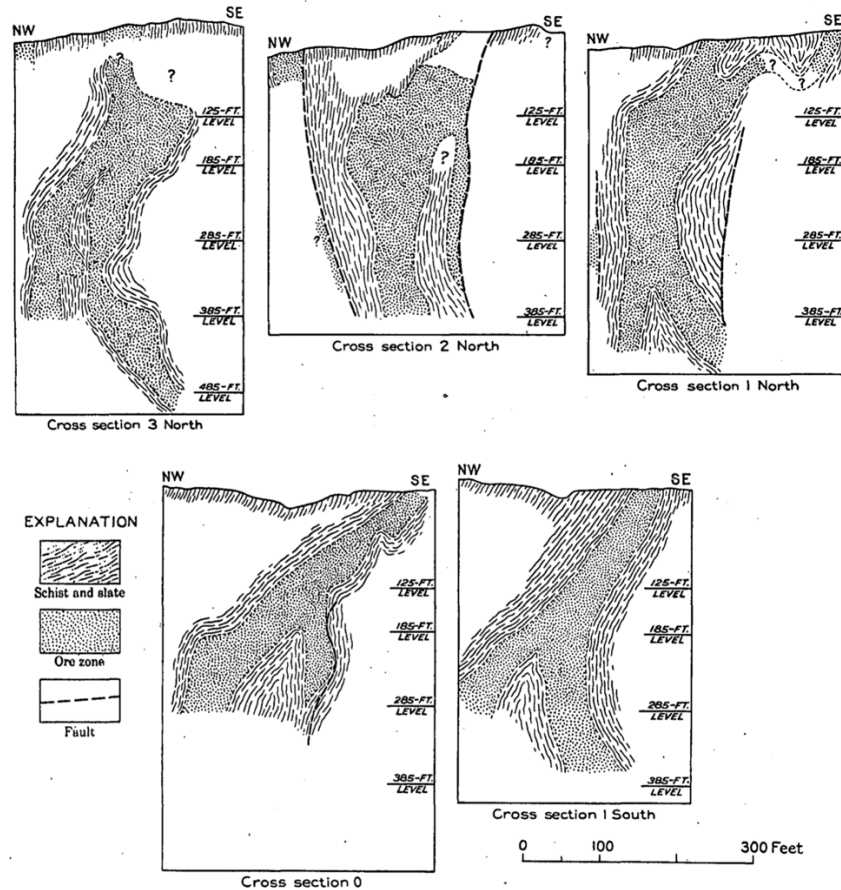 NW
SE
?
?
125-FT.
LEVEL
185-FT.
LEVEL
285-FT.
LEVEL
385-FT.
LEVEL
485-FT.
LEVEL
Cross section 3 North
NW
SE
?
?
125-FT.
LEVEL
185-FT.
LEVEL
?
285-FT.
LEVEL
?
385-FT.
LEVEL
Cross section 2 North
NW
SE
?
?
125-FT.
LEVEL
185-FT.
LEVEL
285-FT.
LEVEL
385-FT.
LEVEL
Cross section 1 North
EXPLANATION
Schist and slate
Ore zone
Fault
NW
SE
125-FT.
LEVEL
185-FT.
LEVEL
285-FT.
LEVEL
385-FT.
LEVEL
Cross section 0
NW
SE
125-FT.
LEVEL
185-FT.
LEVEL
285-FT.
LEVEL
385-FT.
LEVEL
Cross section 1 South
0 100 300 Feet